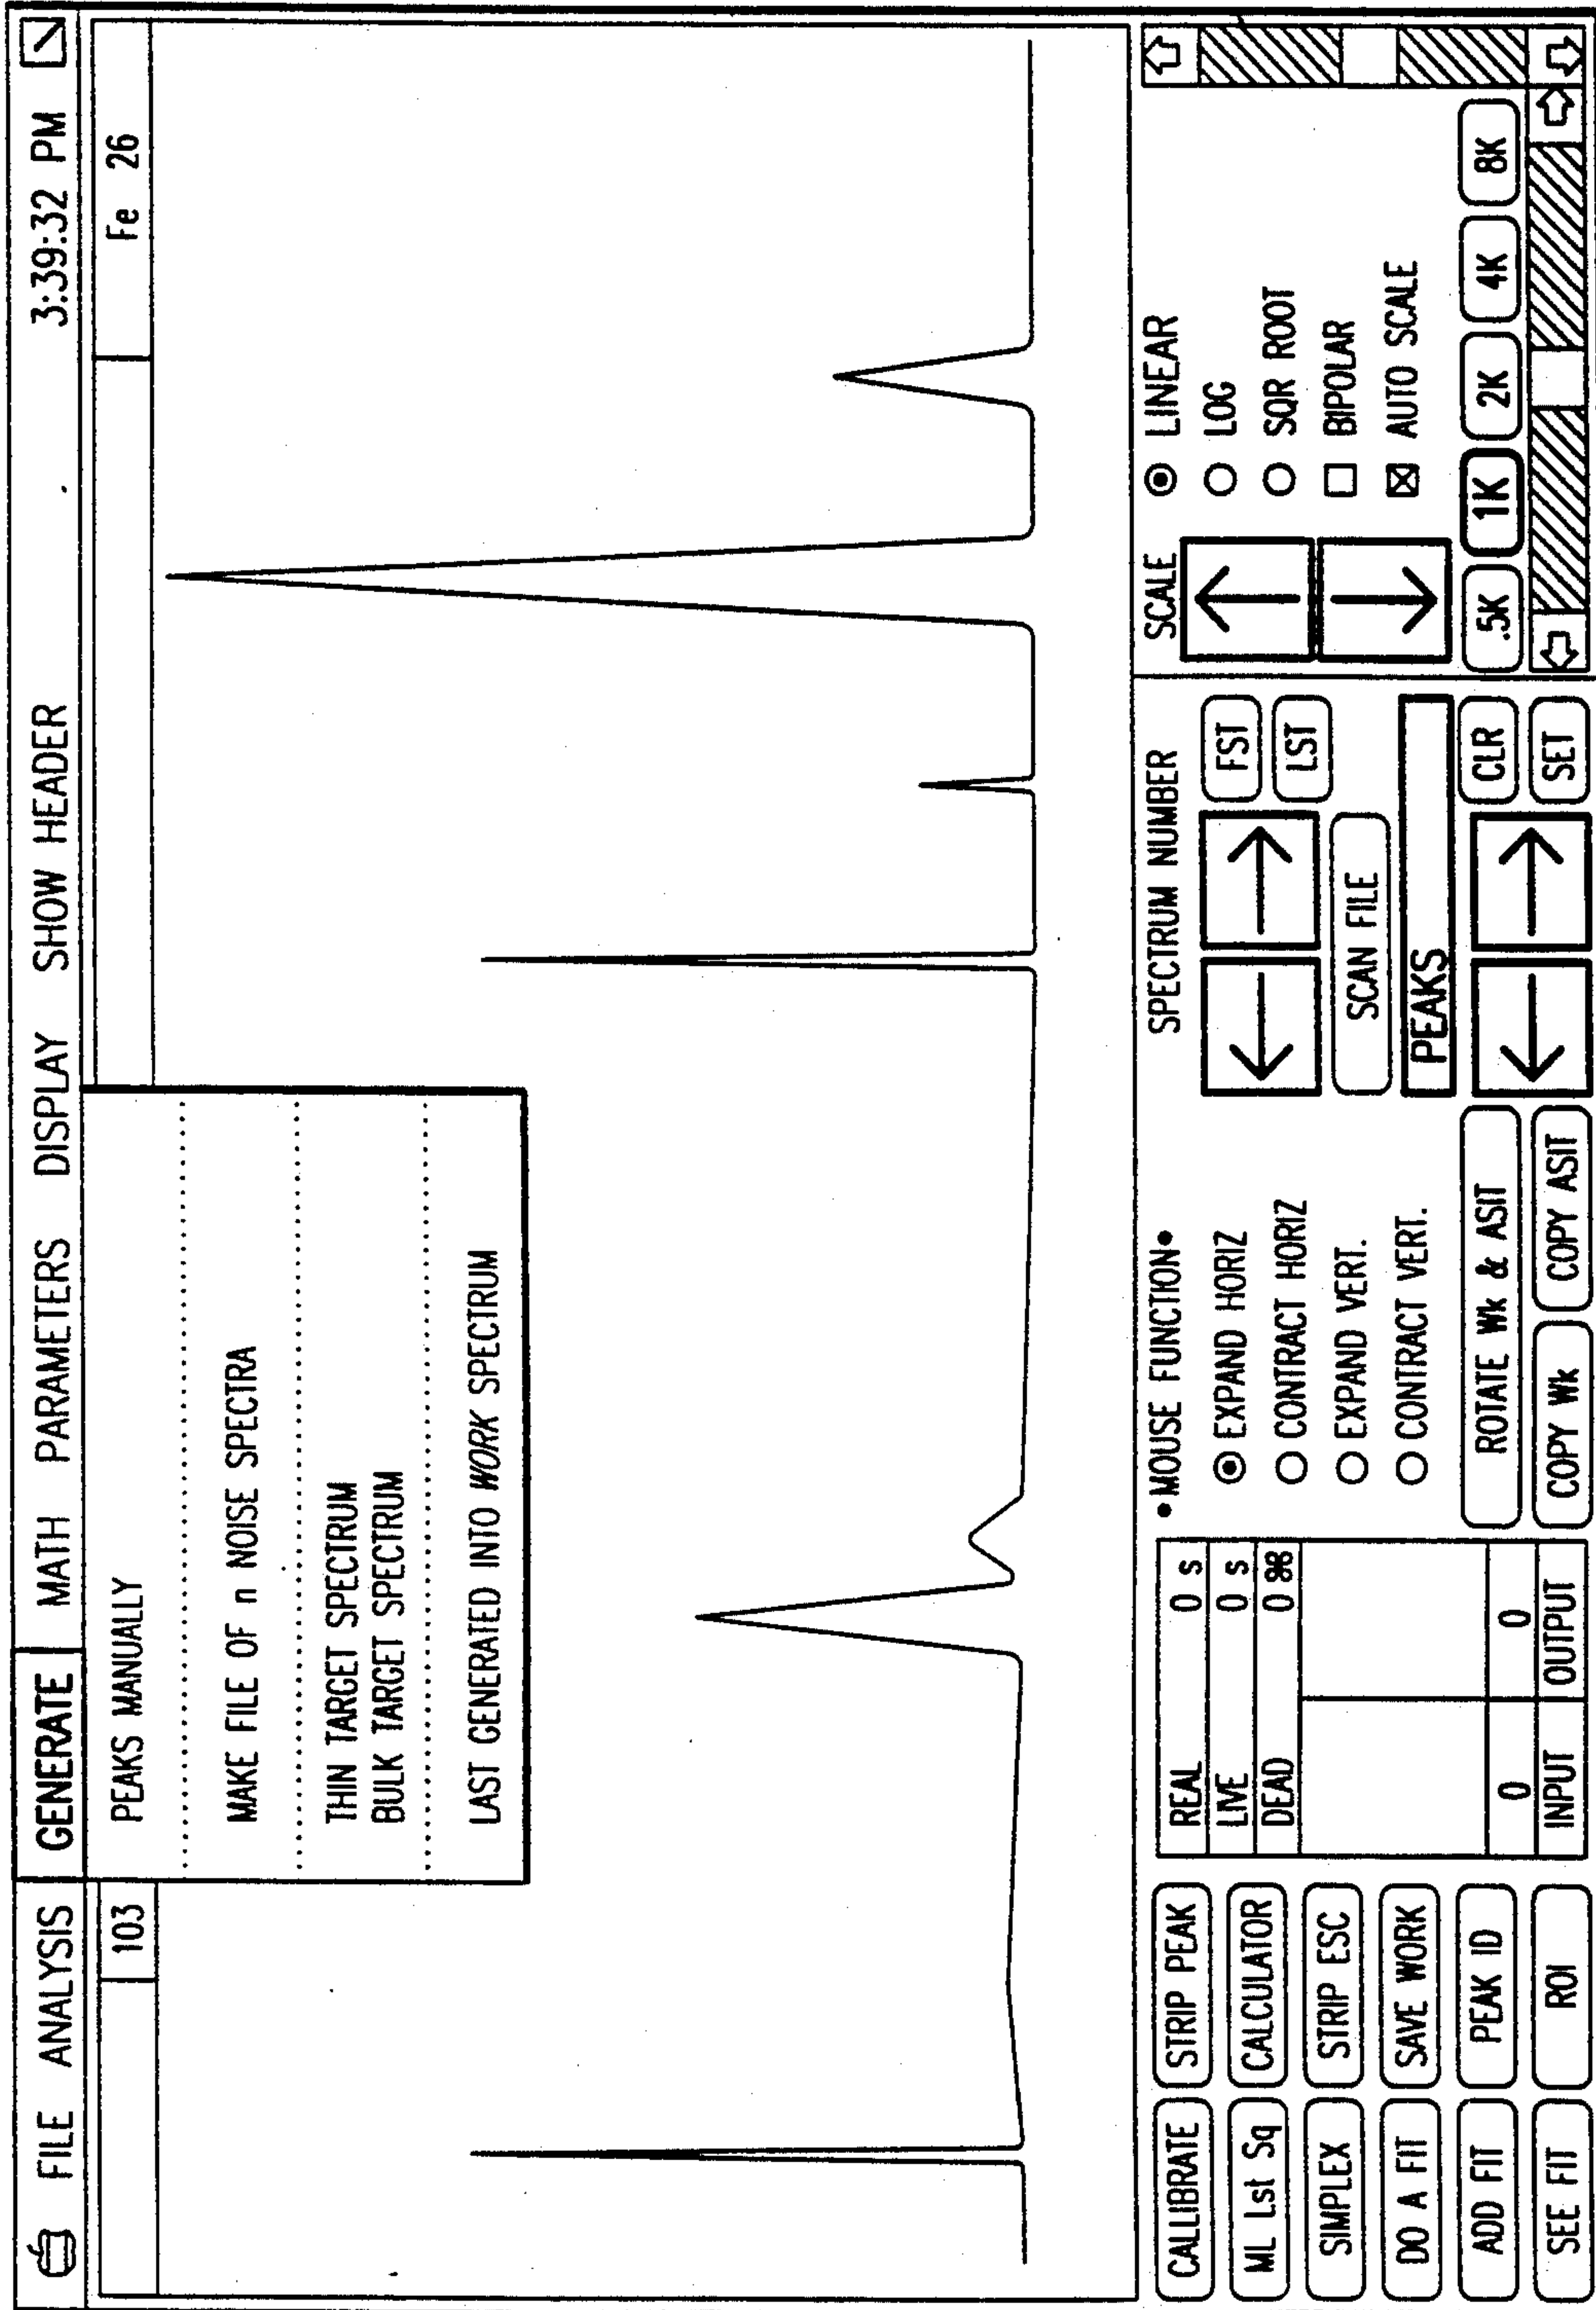 FILE ANALYSIS GENERATE MATH PARAMETERS DISPLAY SHOW HEADER 3:39:32 PM
103
Fe 26
PEAKS MANUALLY
MAKE FILE OF n NOISE SPECTRA
THIN TARGET SPECTRUM
BULK TARGET SPECTRUM
LAST GENERATED INTO WORK SPECTRUM
CALLIBRATE
STRIP PEAK
ML Lst Sq
CALCULATOR
SIMPLEX
STRIP ESC
DO A FIT
SAVE WORK
ADD FIT
PEAK ID
SEE FIT
ROI
REAL 0 s
LIVE 0 s
DEAD 0 %
0 0
INPUT OUTPUT
•MOUSE FUNCTION•
EXPAND HORIZ
CONTRACT HORIZ
EXPAND VERT.
CONTRACT VERT.
ROTATE Wk & ASIT
COPY Wk
COPY ASIT
SPECTRUM NUMBER
FST
LST
SCAN FILE
PEAKS
CLR
SET
SCALE
LINEAR
LOG
SQR ROOT
BIPOLAR
AUTO SCALE
.5K 1K 2K 4K 8K